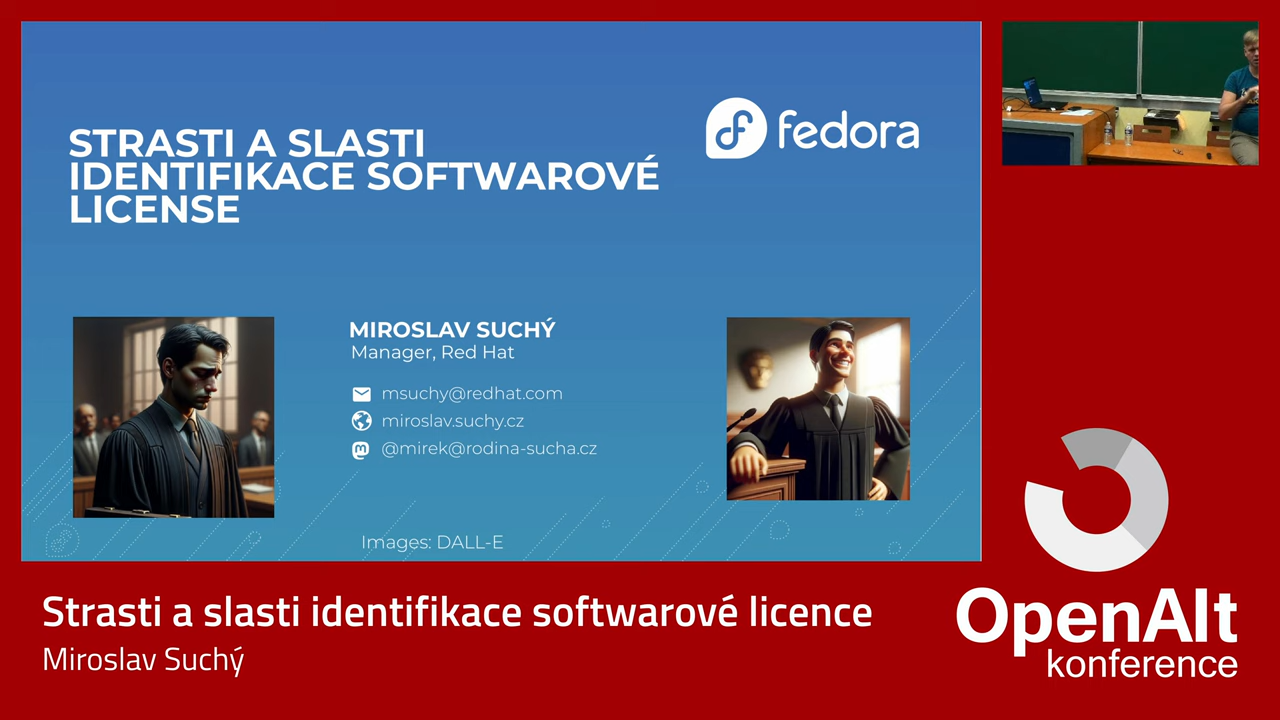 STRASTI A SLASTI
IDENTIFIKACE SOFTWAROVÉ
LICENSE
fedora
MIROSLAV SUCHÝ
Manager, Red Hat
msuchy@redhat.com
miroslav.suchy.cz
@mirek@rodina-sucha.cz
Images: DALL-E
Strasti a slasti identifikace softwarové licence
Miroslav Suchý
OpenAlt
konference